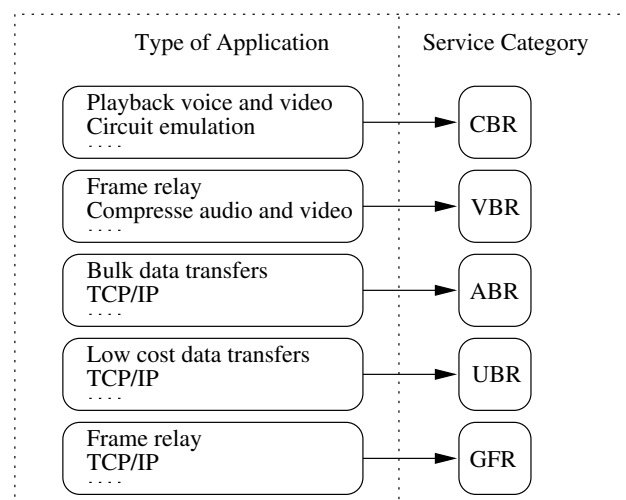 Type of Application
Service Category
Playback voice and video
Circuit emulation
. . . .
CBR
Frame relay
Compresse audio and video
. . . .
VBR
Bulk data transfers
TCP/IP
. . . .
ABR
Low cost data transfers
TCP/IP
. . . .
UBR
Frame relay
TCP/IP
. . . .
GFR